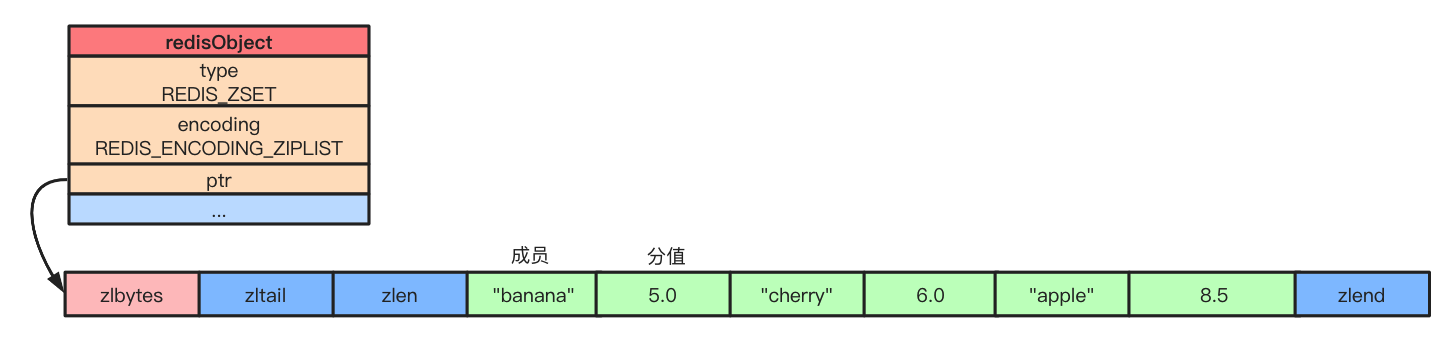 redisObject
type
REDIS_ZSET
encoding
REDIS_ENCODING_ZIPLIST
ptr
...
成员 分值
zlbytes zltail zlen "banana" 5.0 "cherry" 6.0 "apple" 8.5 zlend